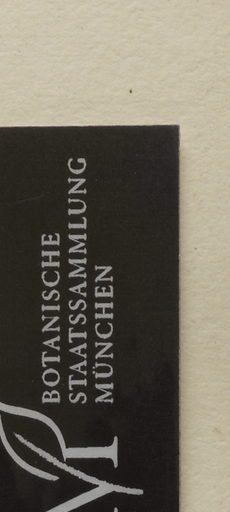 BOTANISCHE
STAATSSAMMLUNG
MÜNCHEN
M